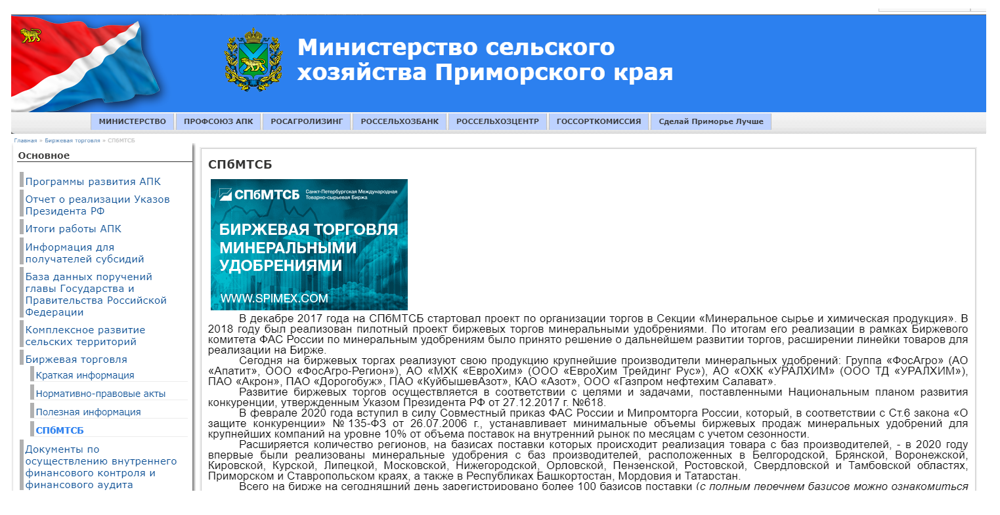 Министерство сельского
хозяйства Приморского края
МИНИСТЕРСТВО ПРОФСОЮЗ АПК РОСАГРОЛИЗИНГ РОССЕЛЬХОЗБАНК РОССЕЛЬХОЗЦЕНТР ГОССОРТКОМИССИЯ Сделай Приморье Лучше
Главная » Биржевая торговля » СПбМТСБ
Основное
Программы развития АПК
Отчет о реализации Указов
Президента РФ
Итоги работы АПК
Информация для
получателей субсидий
База данных поручений
главы Государства и
Правительства Российской
Федерации
Комплексное развитие
сельских территорий
Биржевая торговля
Краткая информация
Нормативно-правовые акты
Полезная информация
СПбМТСБ
Документы по
осуществлению внутреннего
финансового контроля и
финансового аудита
СПбМТСБ
СПбМТСБ Санкт-Петербургская Международная
Товарно-сырьевая Биржа
БИРЖЕВАЯ ТОРГОВЛЯ
МИНЕРАЛЬНЫМИ
УДОБРЕНИЯМИ
WWW.SPIMEX.COM
В декабре 2017 года на СПбМТСБ стартовал проект по организации торгов в Секции «Минеральное сырье и химическая продукция». В
2018 году был реализован пилотный проект биржевых торгов минеральными удобрениями. По итогам его реализации в рамках Биржевого
комитета ФАС России по минеральным удобрениям было принято решение о дальнейшем развитии торгов, расширении линейки товаров для
реализации на Бирже.
Сегодня на биржевых торгах реализуют свою продукцию крупнейшие производители минеральных удобрений: Группа «ФосАгро» (АО
«Апатит», ООО «ФосАгро-Регион»), АО «МХК «ЕвроХим» (ООО «ЕвроХим Трейдинг Рус»), АО «ОХК «УРАЛХИМ» (ООО ТД «УРАЛХИМ»),
ПАО «Акрон», ПАО «Дорогобуж», ПАО «КуйбышевАзот», КАО «Азот», ООО «Газпром нефтехим Салават».
Развитие биржевых торгов осуществляется в соответствии с целями и задачами, поставленными Национальным планом развития
конкуренции, утвержденным Указом Президента РФ от 27.12.2017 г. №618.
В феврале 2020 года вступил в силу Совместный приказ ФАС России и Мипромторга России, который, в соответствии с Ст.6 закона «О
защите конкуренции» № 135-ФЗ от 26.07.2006 г., устанавливает минимальные объемы биржевых продаж минеральных удобрений для
крупнейших компаний на уровне 10% от объема поставок на внутренний рынок по месяцам с учетом сезонности.
Расширяется количество регионов, на базисах поставки которых происходит реализация товара с баз производителей, - в 2020 году
впервые были реализованы минеральные удобрения с баз производителей, расположенных в Белгородской, Брянской, Воронежской,
Кировской, Курской, Липецкой, Московской, Нижегородской, Орловской, Пензенской, Ростовской, Свердловской и Тамбовской областях,
Приморском и Ставропольском краях, а также в Республиках Башкортостан, Мордовия и Татарстан.
Всего на бирже на сегодняшний день зарегистрировано более 100 базисов поставки (с полным перечнем базисов можно ознакомиться